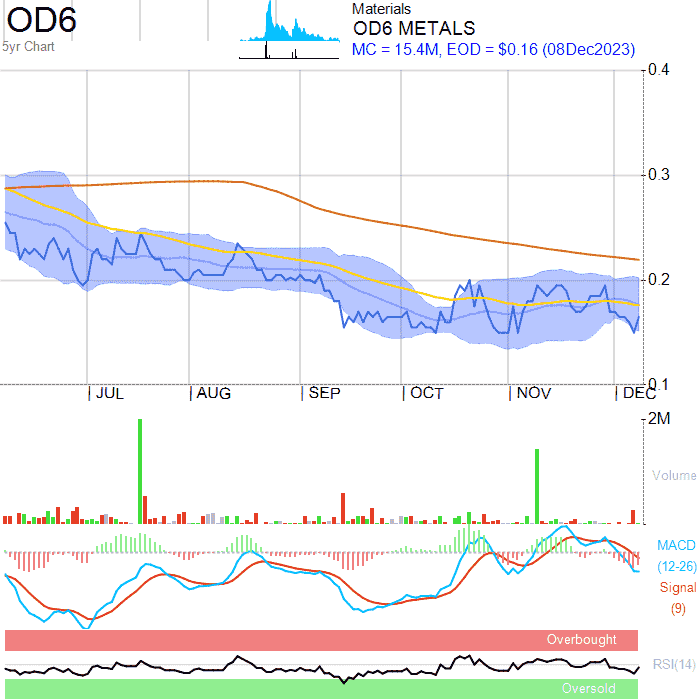 OD6
5yr Chart
Materials
OD6 METALS
MC = 15.4M, EOD = $0.16 (08Dec2023)
0.4
0.3
0.2
0.1
JUL AUG SEP OCT NOV DEC
2M
Volume
MACD
(12-26)
Signal
(9)
Overbought
RSI(14)
Oversold